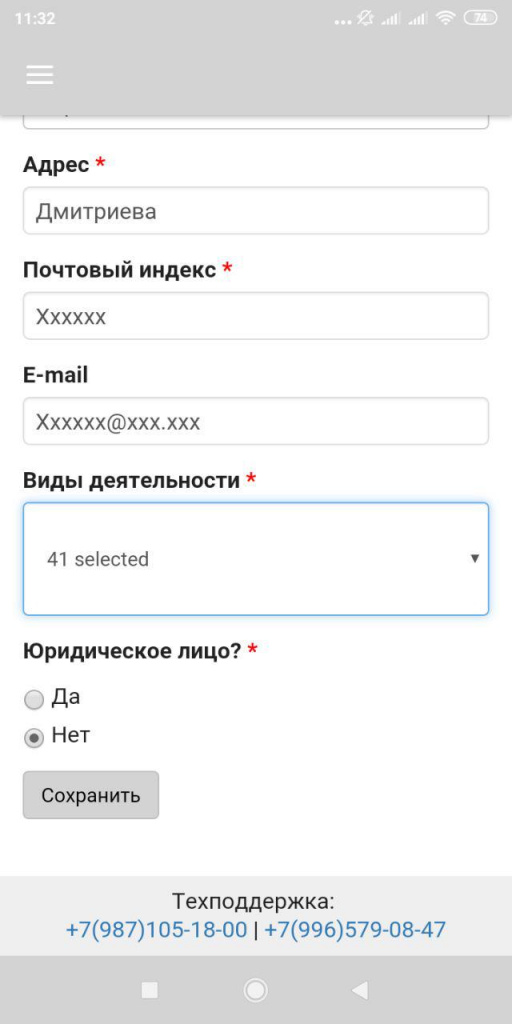 11:32
74
Адрес *
Дмитриева
Почтовый индекс *
Xxxxxx
E-mail
Xxxxxx@xxx.xxx
Виды деятельности *
41 selected
Юридическое лицо? *
Да
Нет
Сохранить
Техподдержка:
+7(987)105-18-00 | +7(996)579-08-47